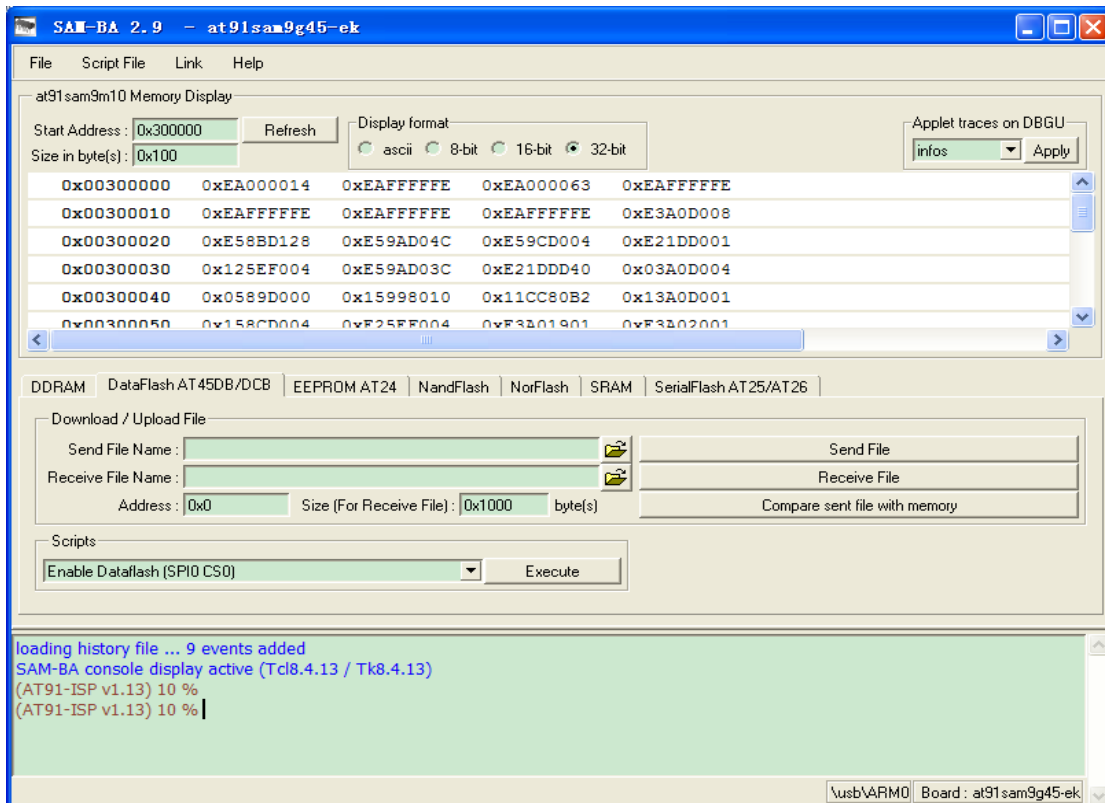 SAM-BA 2.9 - at91sam9g45-ek
File Script File Link Help
at91sam9m10 Memory Display
Start Address : 0x300000 Refresh
Size in byte(s) : 0x100
Display format
ascii 8-bit 16-bit 32-bit
Applet traces on DBGU
infos Apply
0x00300000 0xEA000014 0xEAFFFFFE 0xEA000063 0xEAFFFFFE
0x00300010 0xEAFFFFFE 0xEAFFFFFE 0xEAFFFFFE 0xE3A0D008
0x00300020 0xE58BD128 0xE59AD04C 0xE59CD004 0xE21DD001
0x00300030 0x125EF004 0xE59AD03C 0xE21DDD40 0x03A0D004
0x00300040 0x0589D000 0x15998010 0x11CC80B2 0x13A0D001
0x00300050 0x158CD004 0xE25EF004 0xE3A01901 0xE3A02001
DDRAM DataFlash AT45DB/DCB EEPROM AT24 NandFlash NorFlash SRAM SerialFlash AT25/AT26
Download / Upload File
Send File Name : Send File
Receive File Name : Receive File
Address : 0x0 Size (For Receive File) : 0x1000 byte(s) Compare sent file with memory
Scripts
Enable Dataflash (SPI0 CS0) Execute
loading history file ... 9 events added
SAM-BA console display active (Tcl8.4.13 / Tk8.4.13)
(AT91-ISP v1.13) 10 %
(AT91-ISP v1.13) 10 %
\usb\ARM0 Board : at91sam9g45-ek